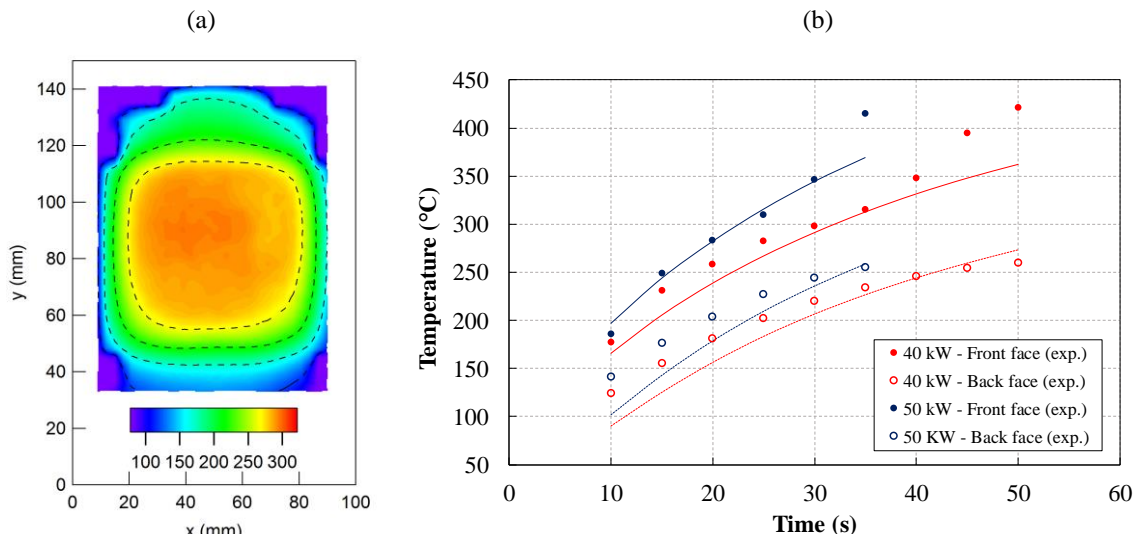 (a)
(b)
y (mm)
140
120
100
80
60
40
20
0
100 150 200 250 300
0 20 40 60 80 100
x (mm)
Temperature (°C)
450
400
350
300
250
200
150
100
50
40 kW - Front face (exp.)
40 kW - Back face (exp.)
50 kW - Front face (exp.)
50 KW - Back face (exp.)
0 10 20 30 40 50 60
Time (s)